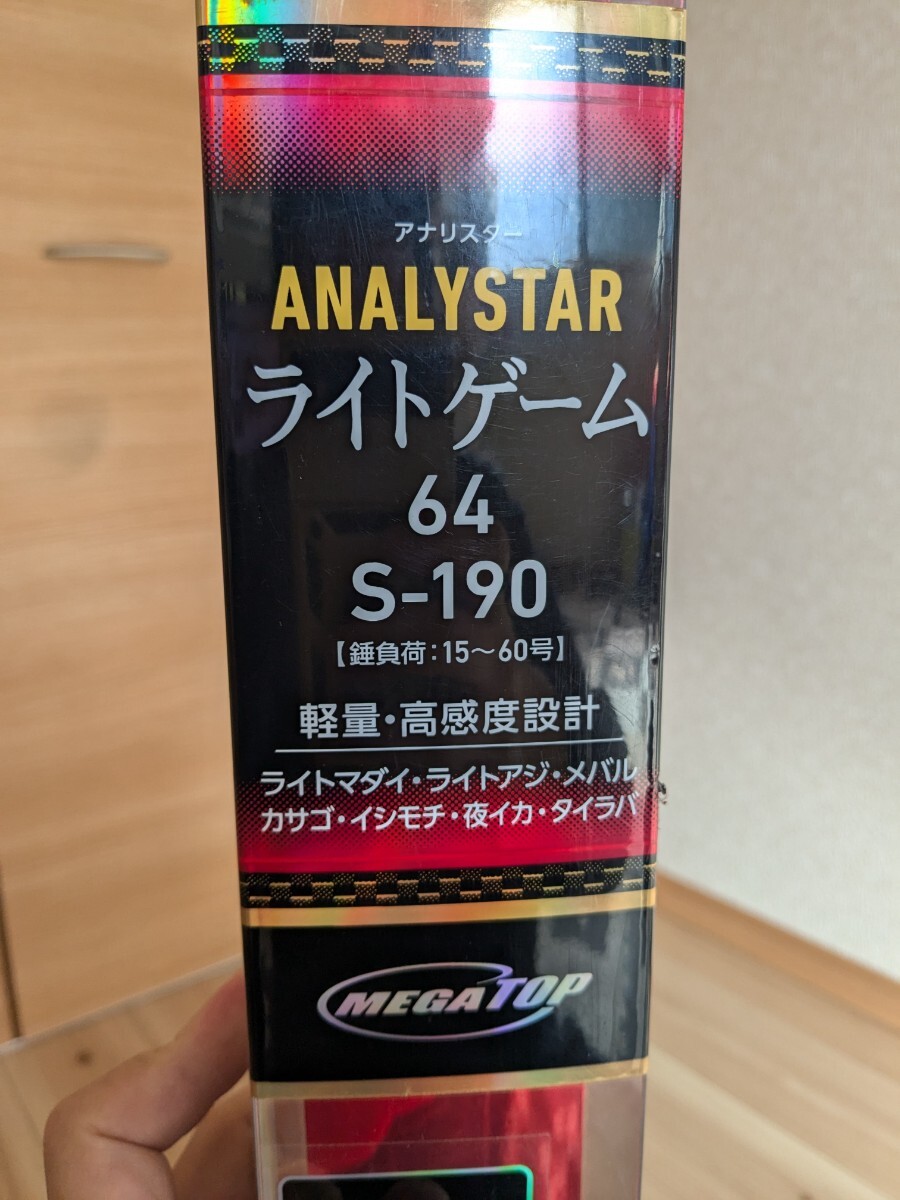 アナリスター
ANALYSTAR
ライトゲーム
64
S-190
【錘負荷：15～60号】
軽量・高感度設計
ライトマダイ・ライトアジ・メバル
カサゴ・イシモチ・夜イカ・タイラバ
MEGATOP